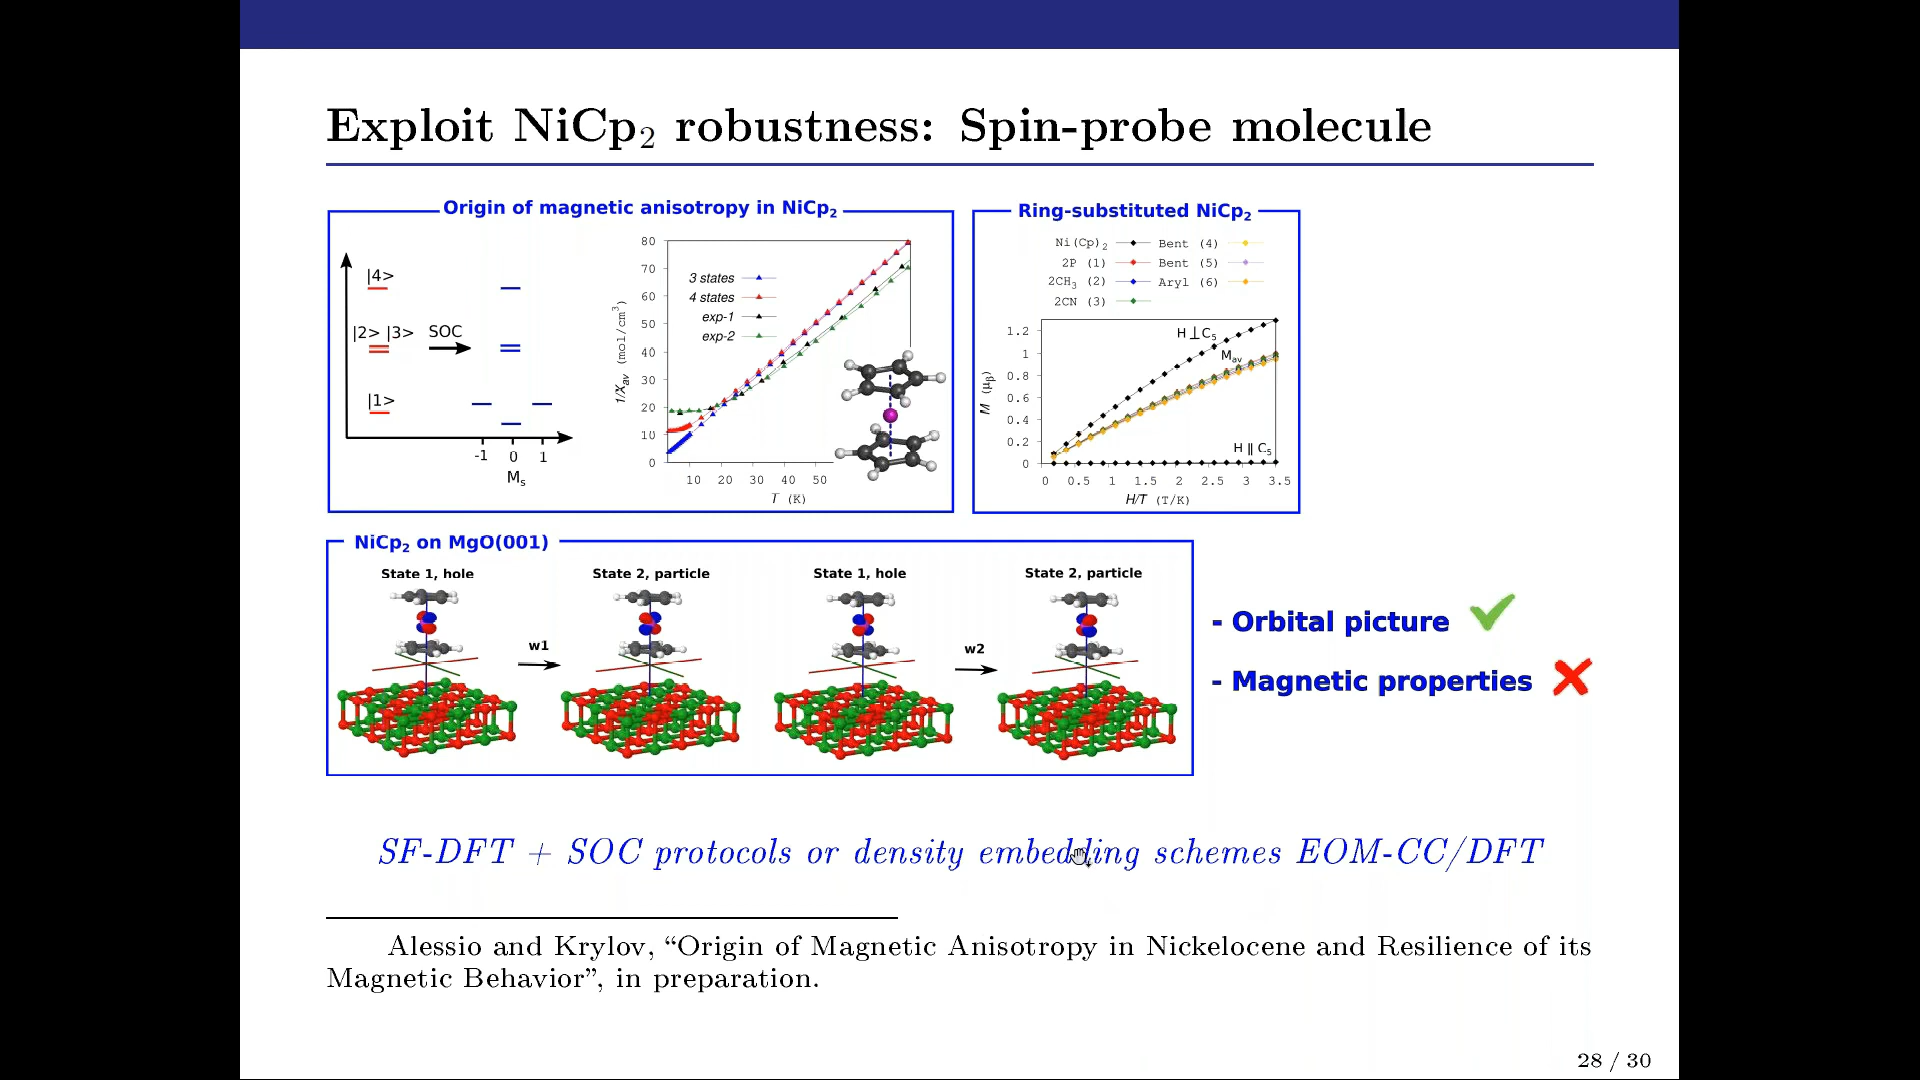 Exploit NiCp₂ robustness: Spin-probe molecule
Origin of magnetic anisotropy in NiCp₂
|4>
|2> |3> SOC
|1>
-1 0 1
Mₛ
80
70
60
50
40
30
20
10
0
1/χₐᵥ (mol/cm³)
3 states
4 states
exp-1
exp-2
10 20 30 40 50
T (K)
Ring-substituted NiCp₂
Ni(Cp)₂ Bent (4)
2P (1) Bent (5)
2CH₃ (2) Aryl (6)
2CN (3)
1.2
1
0.8
0.6
0.4
0.2
0
M (μᵦ)
H⊥C₅
Mₐᵥ
H ∥ C₅
0 0.5 1 1.5 2 2.5 3 3.5
H/T (T/K)
NiCp₂ on MgO(001)
State 1, hole State 2, particle State 1, hole State 2, particle
w1 w2
- Orbital picture
- Magnetic properties
SF-DFT + SOC protocols or density embedding schemes EOM-CC/DFT
Alessio and Krylov, “Origin of Magnetic Anisotropy in Nickelocene and Resilience of its
Magnetic Behavior”, in preparation.
28 / 30